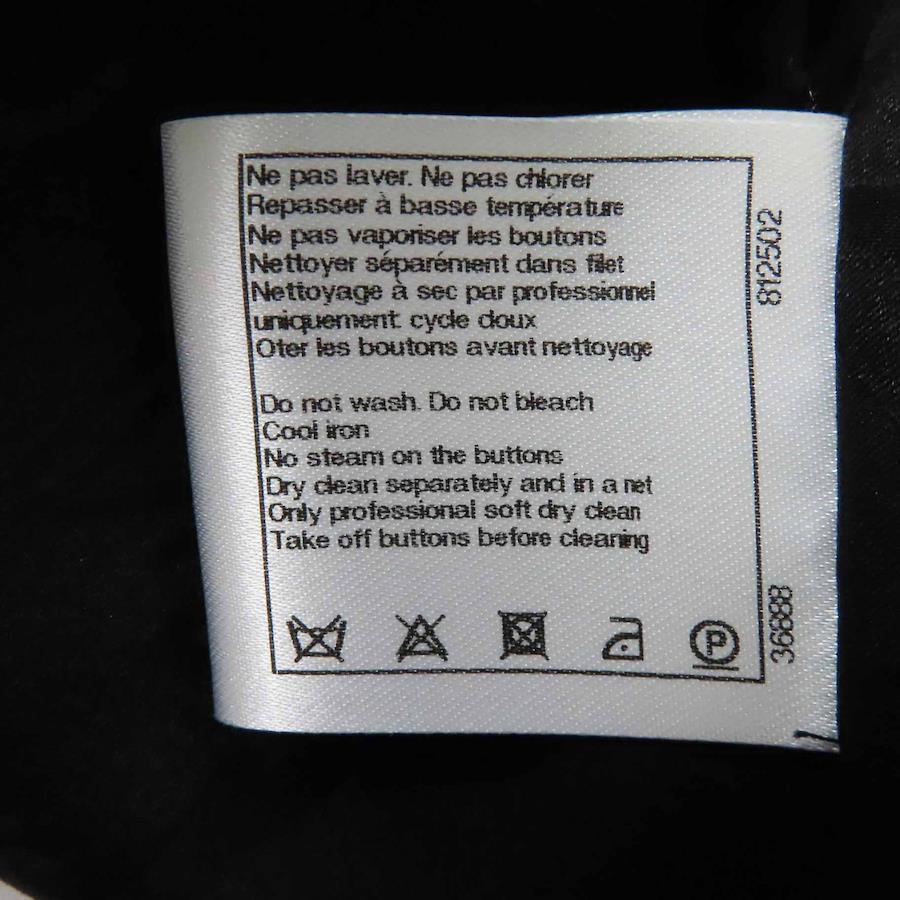 Ne pas laver. Ne pas chlorer
Repasser à basse température
Ne pas vaporiser les boutons
Nettoyer séparément dans filet
Nettoyage à sec par professionnel
uniquement: cycle doux
Oter les boutons avant nettoyage
Do not wash. Do not bleach
Cool iron
No steam on the buttons
Dry clean separately and in a net
Only professional soft dry clean
Take off buttons before cleaning
P
812502
36888